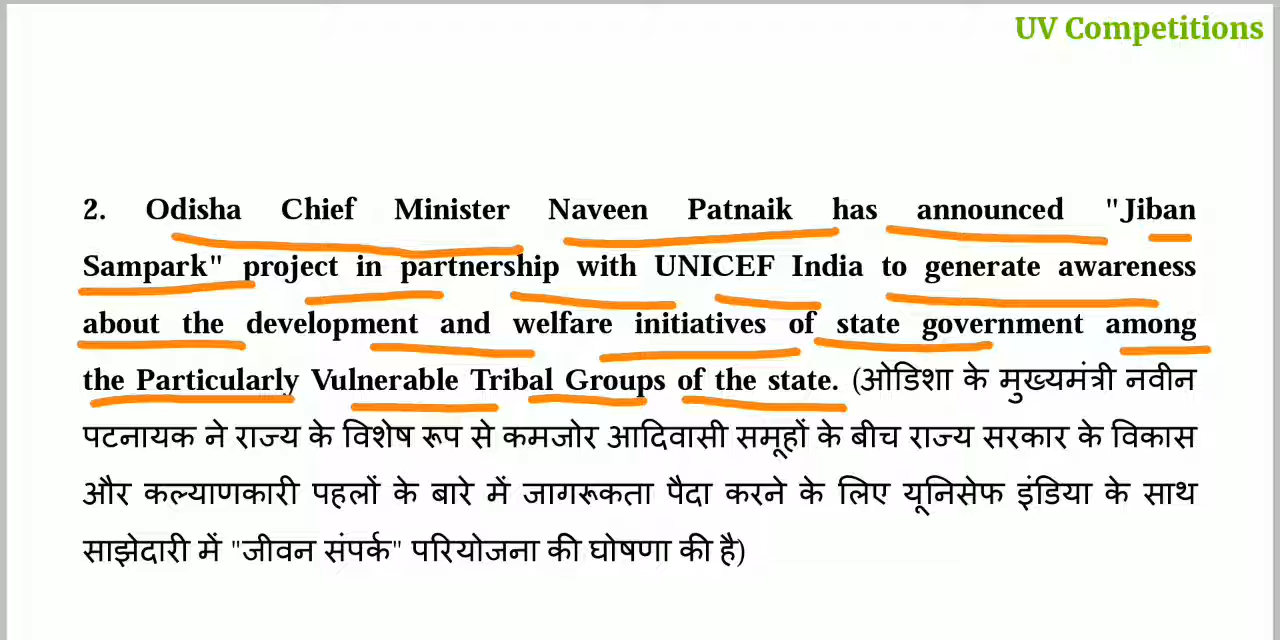 UV Competitions
2. Odisha Chief Minister Naveen Patnaik has announced "Jiban
Sampark" project in partnership with UNICEF India to generate awareness
about the development and welfare initiatives of state government among
the Particularly Vulnerable Tribal Groups of the state. (ओडिशा के मुख्यमंत्री नवीन
पटनायक ने राज्य के विशेष रूप से कमजोर आदिवासी समूहों के बीच राज्य सरकार के विकास
और कल्याणकारी पहलों के बारे में जागरूकता पैदा करने के लिए यूनिसेफ इंडिया के साथ
साझेदारी में "जीवन संपर्क" परियोजना की घोषणा की है)